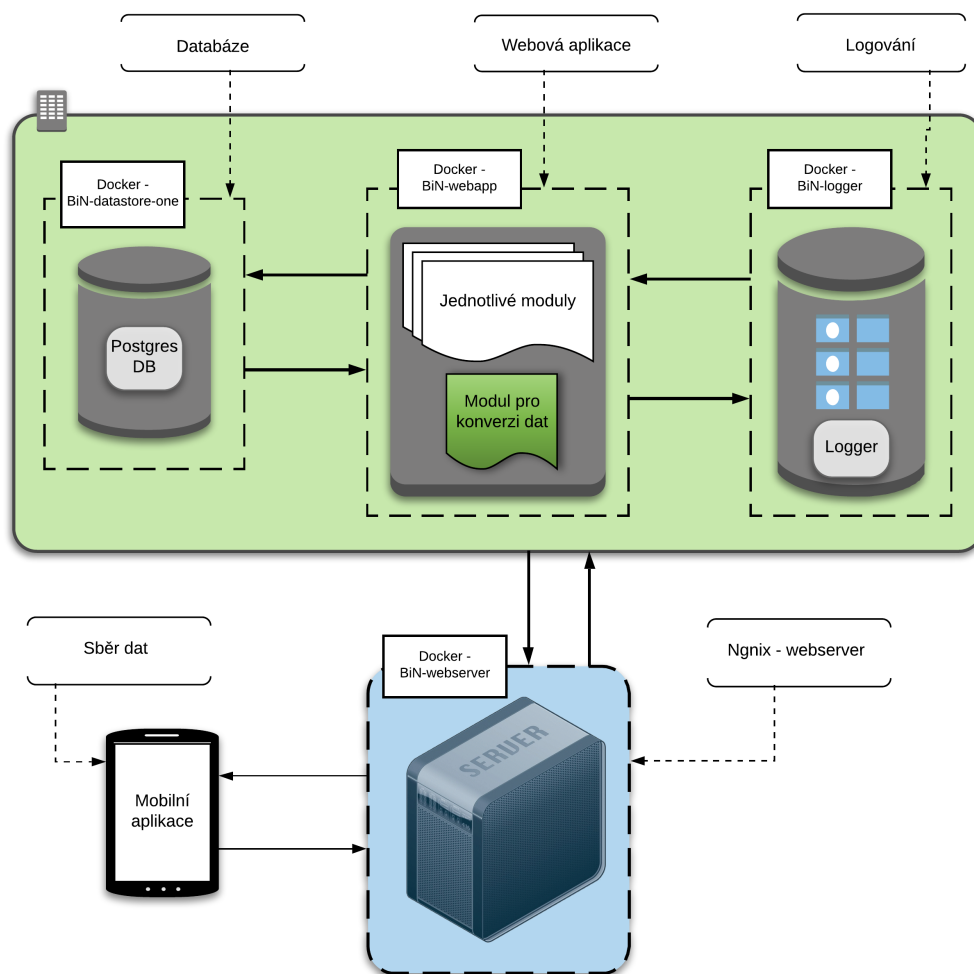 Databáze
Webová aplikace
Logování
Docker -
BiN-datastore-one
Docker -
BiN-webapp
Docker -
BiN-logger
Jednotlivé moduly
Postgres
DB
Modul pro
konverzi dat
Logger
Sběr dat
Docker -
BiN-webserver
Ngnix - webserver
SERUER
Mobilní
aplikace